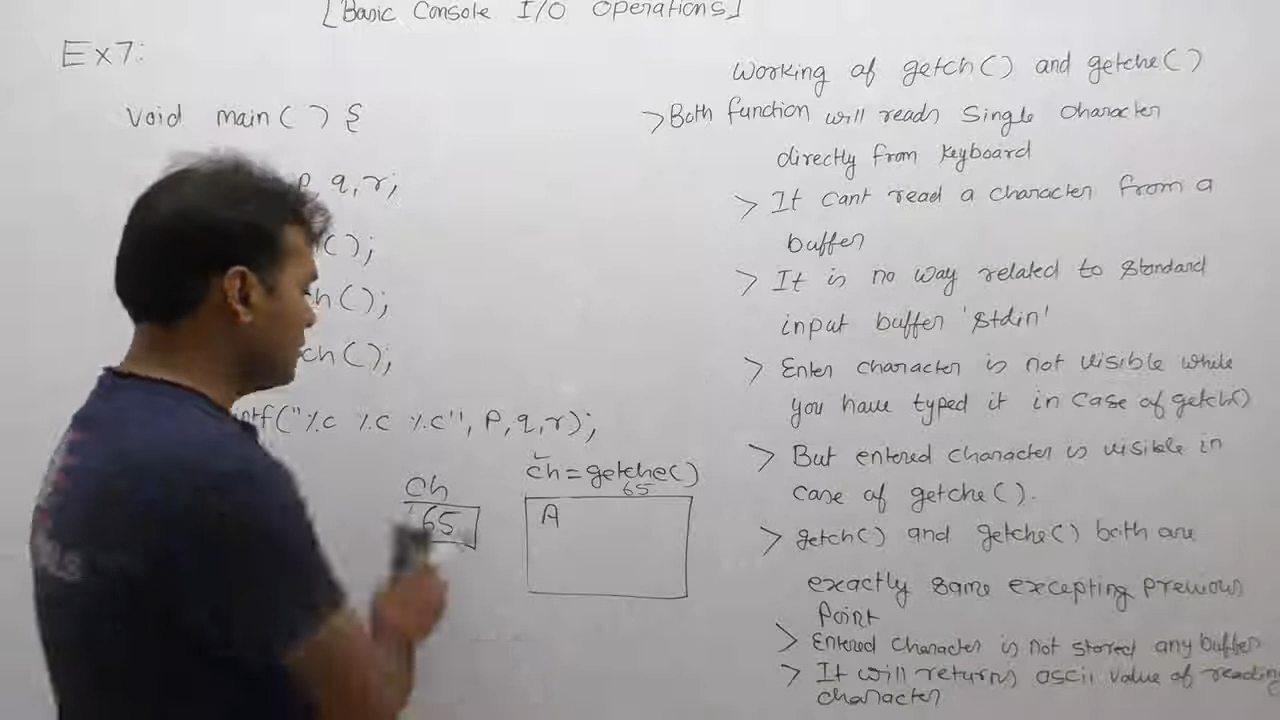 [Basic Console I/O Operations]
Ex7:
void main( ) {
P, q, r;
( );
ch( );
ch( );
intf("%c %c %c", P, q, r);
ch
65
ch = getche( )
65
A
Working of getch( ) and getche( )
> Both function will reads Single character
directly from keyboard
> It cant read a character from a
buffer
> It is no way related to standard
input buffer 'stdin'
> Enter character is not visible while
you have typed it in case of getch( )
> But entered character is visible in
case of getche( ).
> getch( ) and getche( ) both are
exactly same excepting previous
Point
> Entered character is not stored any buffer
> It will returns ascii value of reading
character